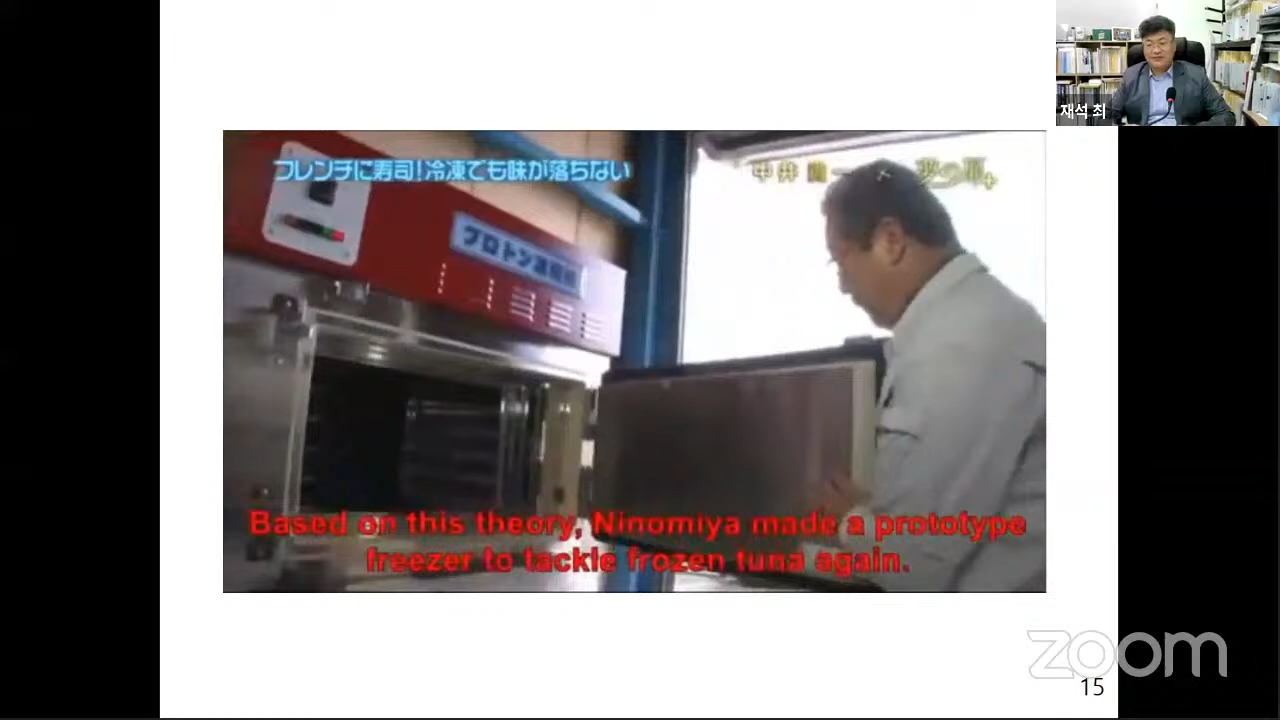 재석 최
フレンチに寿司!冷凍でも味が落ちない
中井
プロトン凍結機
Based on this theory, Ninomiya made a prototype
freezer to tackle frozen tuna again.
zoom
15